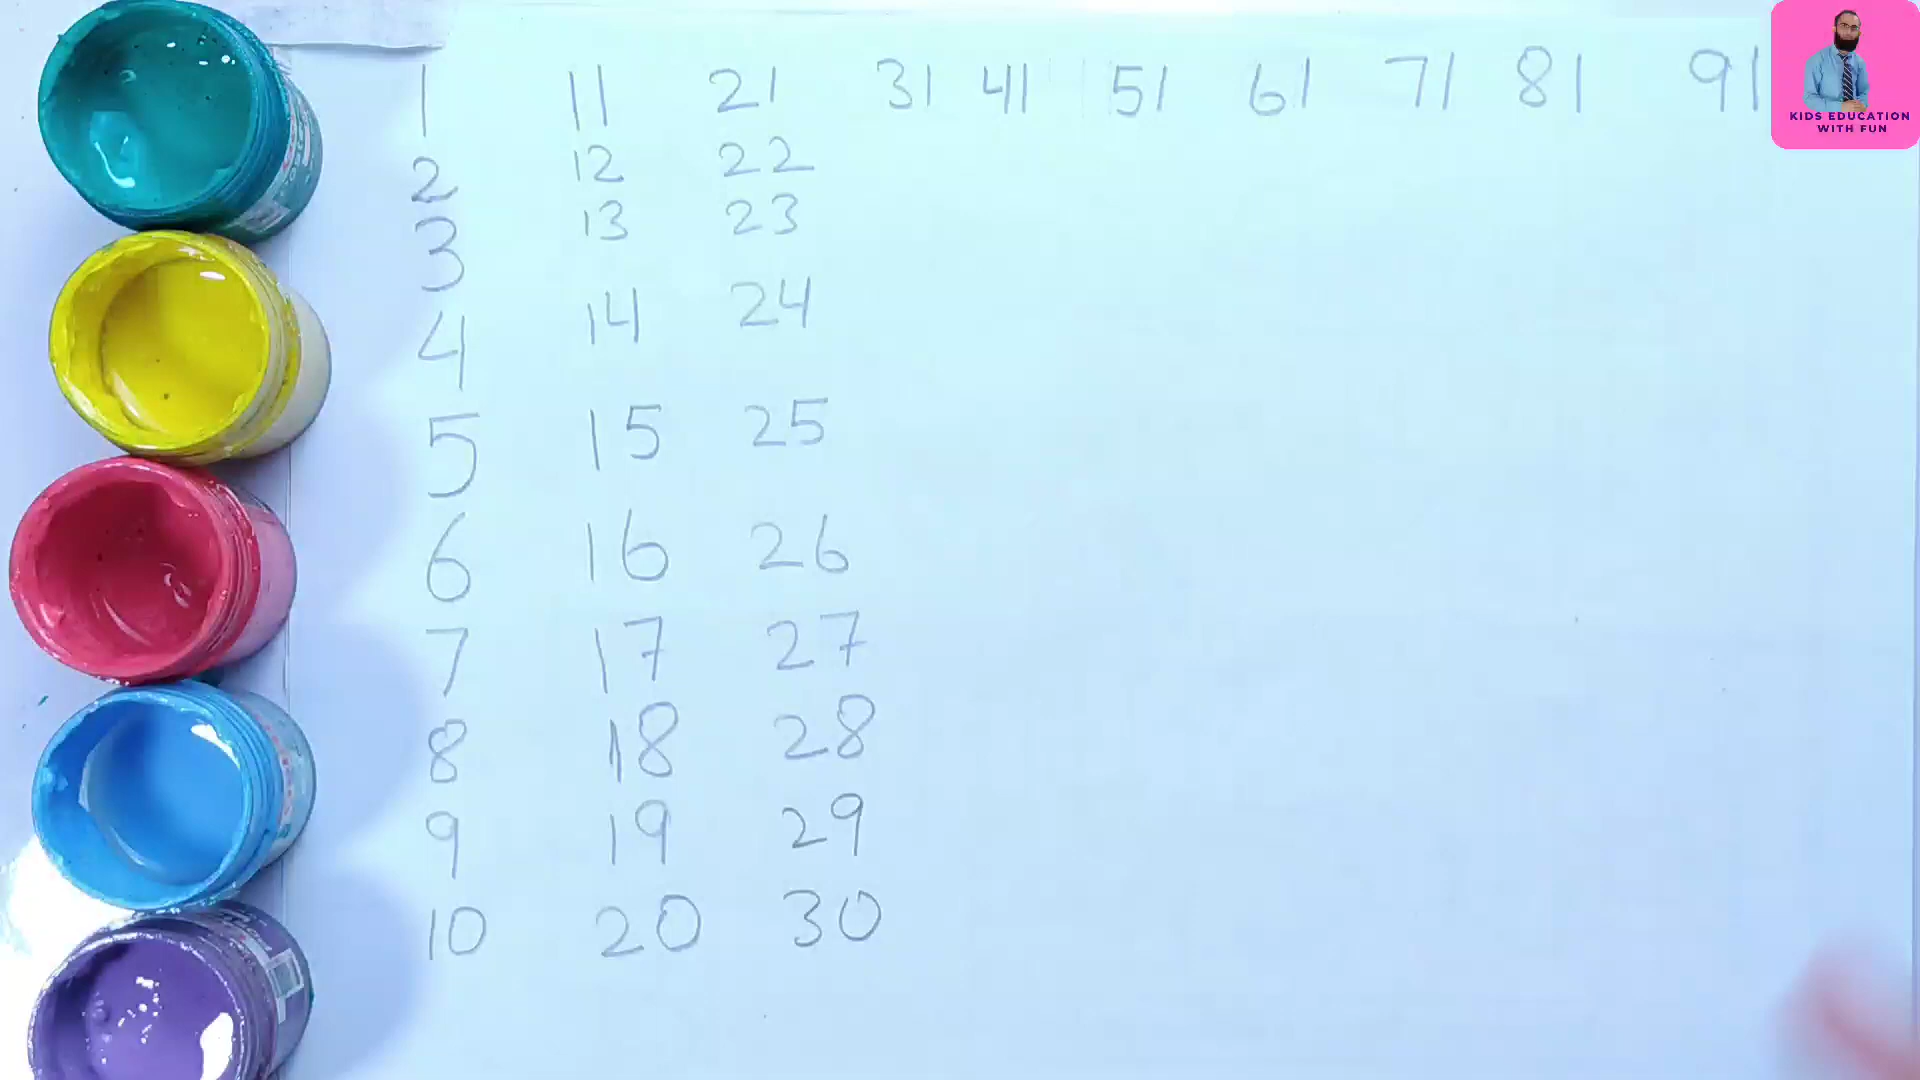 1 11 21 31 41 51 61 71 81 91
2 12 22
3 13 23
4 14 24
5 15 25
6 16 26
7 17 27
8 18 28
9 19 29
10 20 30
KIDS EDUCATION
WITH FUN